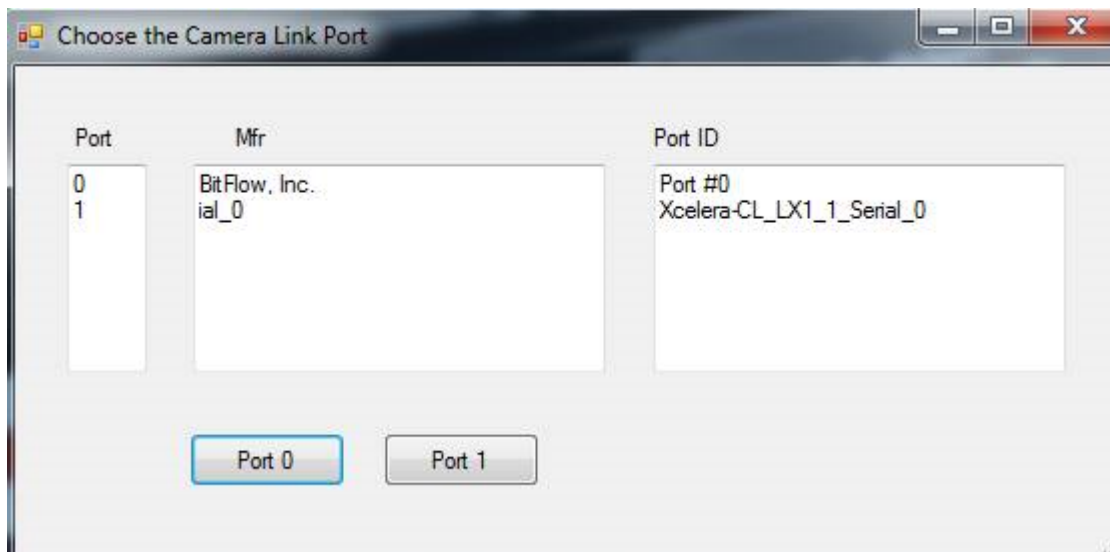 Choose the Camera Link Port
Port Mfr Port ID
0 BitFlow, Inc. Port #0
1 ial_0 Xcelera-CL_LX1_1_Serial_0
Port 0 Port 1